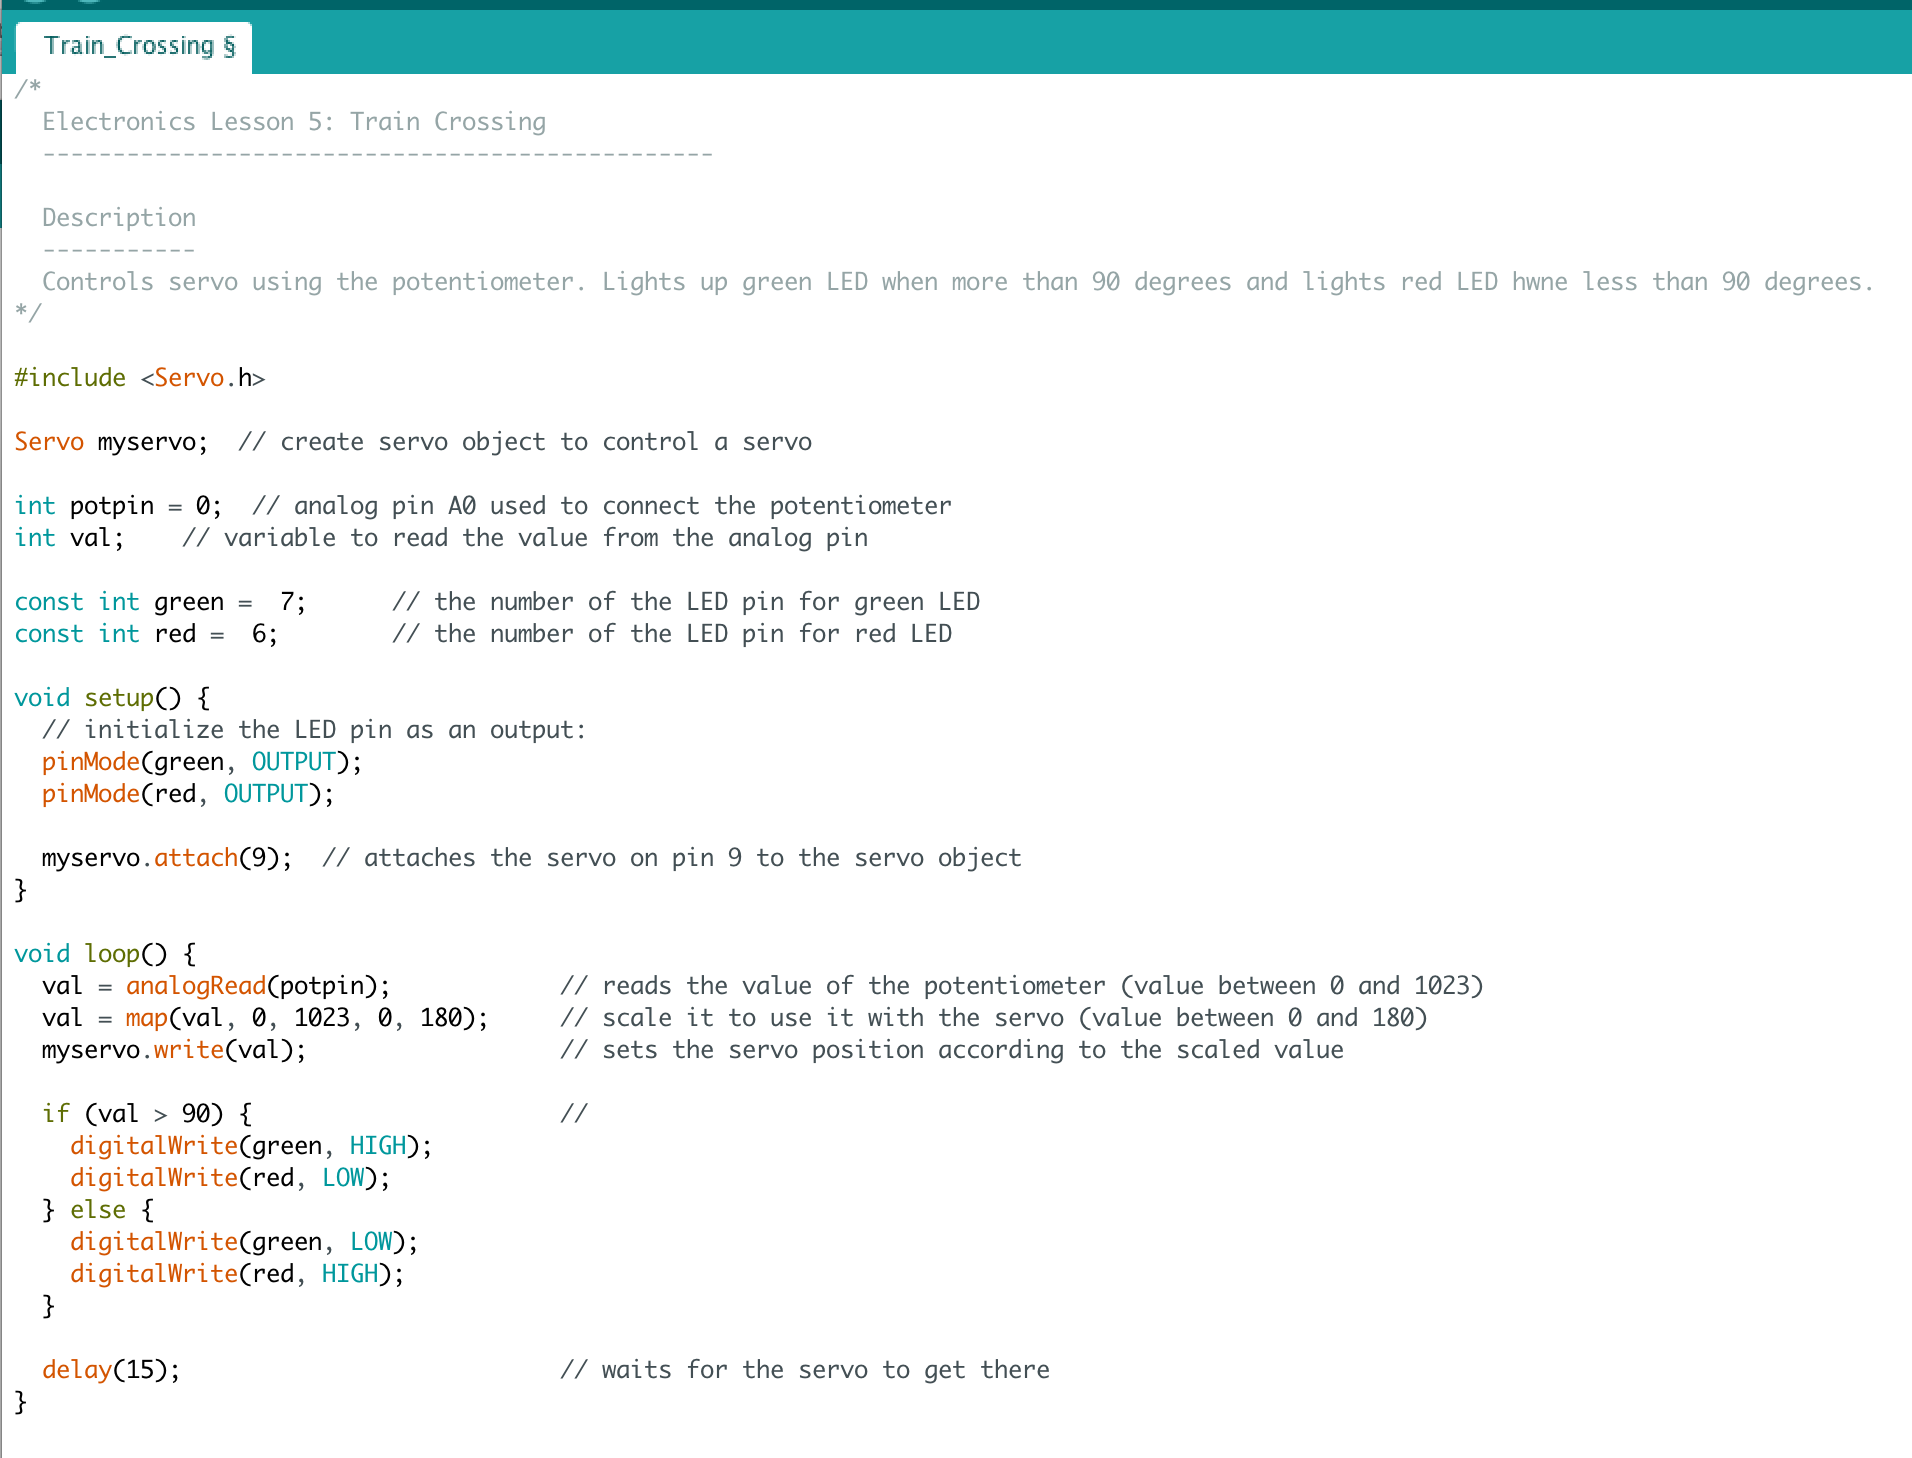 Train_Crossing §
/*
  Electronics Lesson 5: Train Crossing
  ------------------------------------------------

  Description
  -----------
  Controls servo using the potentiometer. Lights up green LED when more than 90 degrees and lights red LED hwne less than 90 degrees.
*/

#include <Servo.h>

Servo myservo;  // create servo object to control a servo

int potpin = 0;  // analog pin A0 used to connect the potentiometer
int val;    // variable to read the value from the analog pin

const int green =  7;      // the number of the LED pin for green LED
const int red =  6;        // the number of the LED pin for red LED

void setup() {
  // initialize the LED pin as an output:
  pinMode(green, OUTPUT);
  pinMode(red, OUTPUT);

  myservo.attach(9);  // attaches the servo on pin 9 to the servo object
}

void loop() {
  val = analogRead(potpin);            // reads the value of the potentiometer (value between 0 and 1023)
  val = map(val, 0, 1023, 0, 180);     // scale it to use it with the servo (value between 0 and 180)
  myservo.write(val);                  // sets the servo position according to the scaled value

  if (val > 90) {                      //
    digitalWrite(green, HIGH);
    digitalWrite(red, LOW);
  } else {
    digitalWrite(green, LOW);
    digitalWrite(red, HIGH);
  }

  delay(15);                           // waits for the servo to get there
}